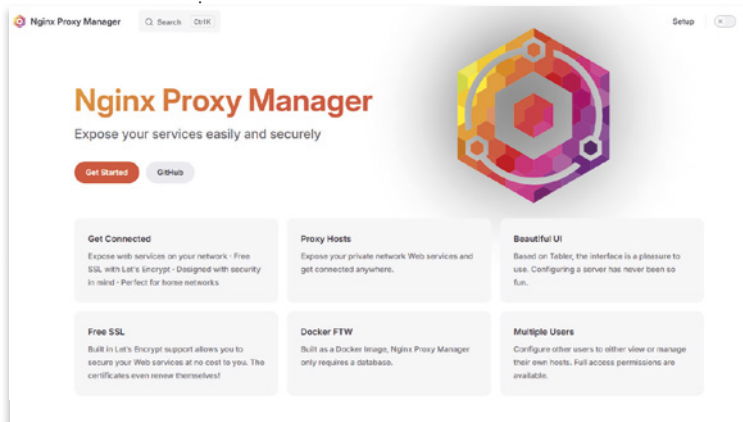 Nginx Proxy Manager
Search
Ctrl K
Setup
Nginx Proxy Manager
Expose your services easily and securely
Get Started
GitHub
Get Connected
Expose web services on your network · Free
SSL with Let's Encrypt · Designed with security
in mind · Perfect for home networks
Proxy Hosts
Expose your private network Web services and
get connected anywhere.
Beautiful UI
Based on Tabler, the interface is a pleasure to
use. Configuring a server has never been so
fun.
Free SSL
Built in Let's Encrypt support allows you to
secure your Web services at no cost to you. The
certificates even renew themselves!
Docker FTW
Built as a Docker Image, Nginx Proxy Manager
only requires a database.
Multiple Users
Configure other users to either view or manage
their own hosts. Full access permissions are
available.